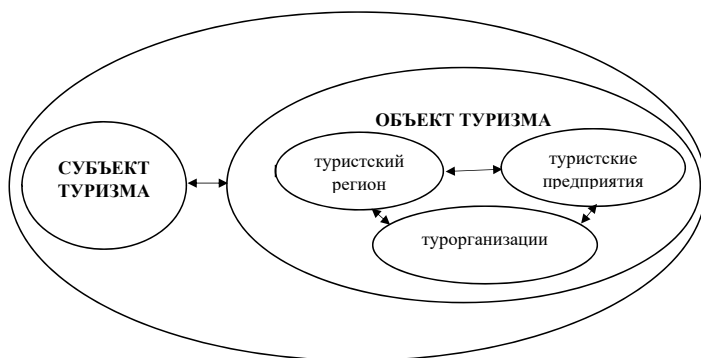 ОБЪЕКТ ТУРИЗМА
СУБЪЕКТ
ТУРИЗМА
туристский
регион
туристские
предприятия
турорганизации